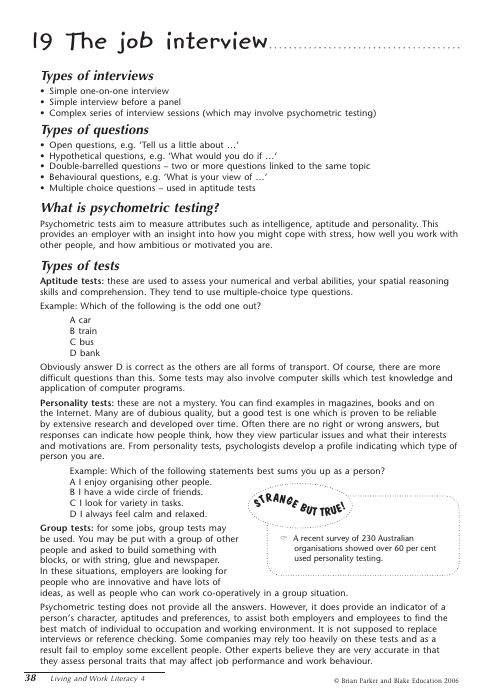 19 The job interview
Types of interviews
• Simple one-on-one interview
• Simple interview before a panel
• Complex series of interview sessions (which may involve psychometric testing)
Types of questions
• Open questions, e.g. ‘Tell us a little about …’
• Hypothetical questions, e.g. ‘What would you do if …’
• Double-barrelled questions – two or more questions linked to the same topic
• Behavioural questions, e.g. ‘What is your view of …’
• Multiple choice questions – used in aptitude tests
What is psychometric testing?
Psychometric tests aim to measure attributes such as intelligence, aptitude and personality. This
provides an employer with an insight into how you might cope with stress, how well you work with
other people, and how ambitious or motivated you are.
Types of tests
Aptitude tests: these are used to assess your numerical and verbal abilities, your spatial reasoning
skills and comprehension. They tend to use multiple-choice type questions.
Example: Which of the following is the odd one out?
A car
B train
C bus
D bank
Obviously answer D is correct as the others are all forms of transport. Of course, there are more
difficult questions than this. Some tests may also involve computer skills which test knowledge and
application of computer programs.
Personality tests: these are not a mystery. You can find examples in magazines, books and on
the Internet. Many are of dubious quality, but a good test is one which is proven to be reliable
by extensive research and developed over time. Often there are no right or wrong answers, but
responses can indicate how people think, how they view particular issues and what their interests
and motivations are. From personality tests, psychologists develop a profile indicating which type of
person you are.
Example: Which of the following statements best sums you up as a person?
A I enjoy organising other people.
B I have a wide circle of friends.
C I look for variety in tasks.
D I always feel calm and relaxed.
Group tests: for some jobs, group tests may
be used. You may be put with a group of other
people and asked to build something with
blocks, or with string, glue and newspaper.
In these situations, employers are looking for
people who are innovative and have lots of
ideas, as well as people who can work co-operatively in a group situation.
STRANGE BUT TRUE!
☞ A recent survey of 230 Australian
organisations showed over 60 per cent
used personality testing.
Psychometric testing does not provide all the answers. However, it does provide an indicator of a
person’s character, aptitudes and preferences, to assist both employers and employees to find the
best match of individual to occupation and working environment. It is not supposed to replace
interviews or reference checking. Some companies may rely too heavily on these tests and as a
result fail to employ some excellent people. Other experts believe they are very accurate in that
they assess personal traits that may affect job performance and work behaviour.
38 Living and Work Literacy 4
© Brian Parker and Blake Education 2006